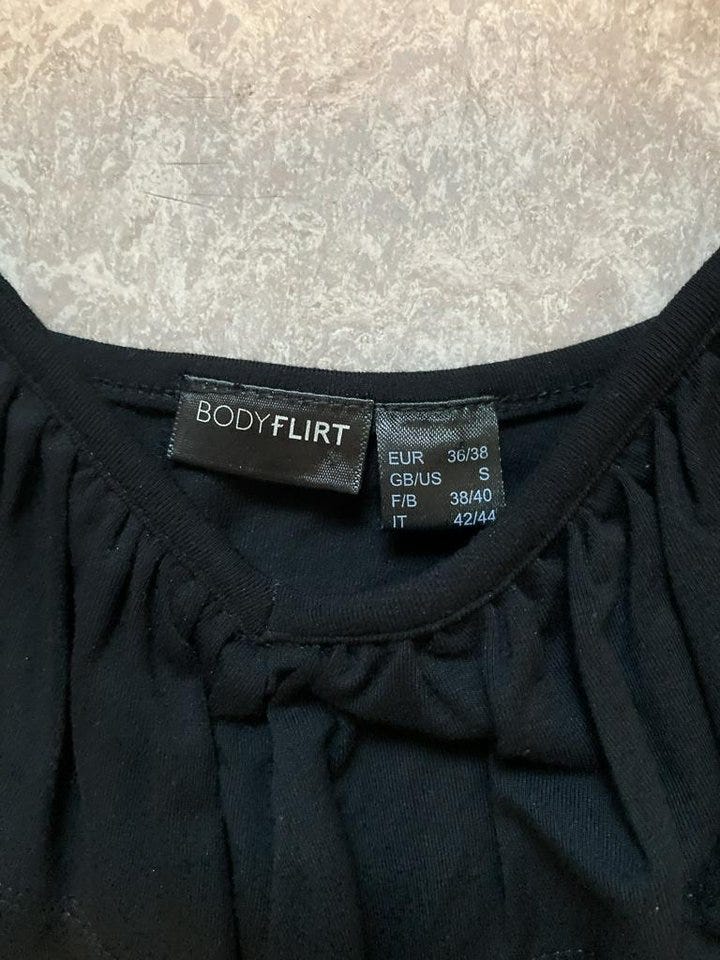 BODYFLIRT
EUR 36/38
GB/US S
F/B 38/40
IT 42/44